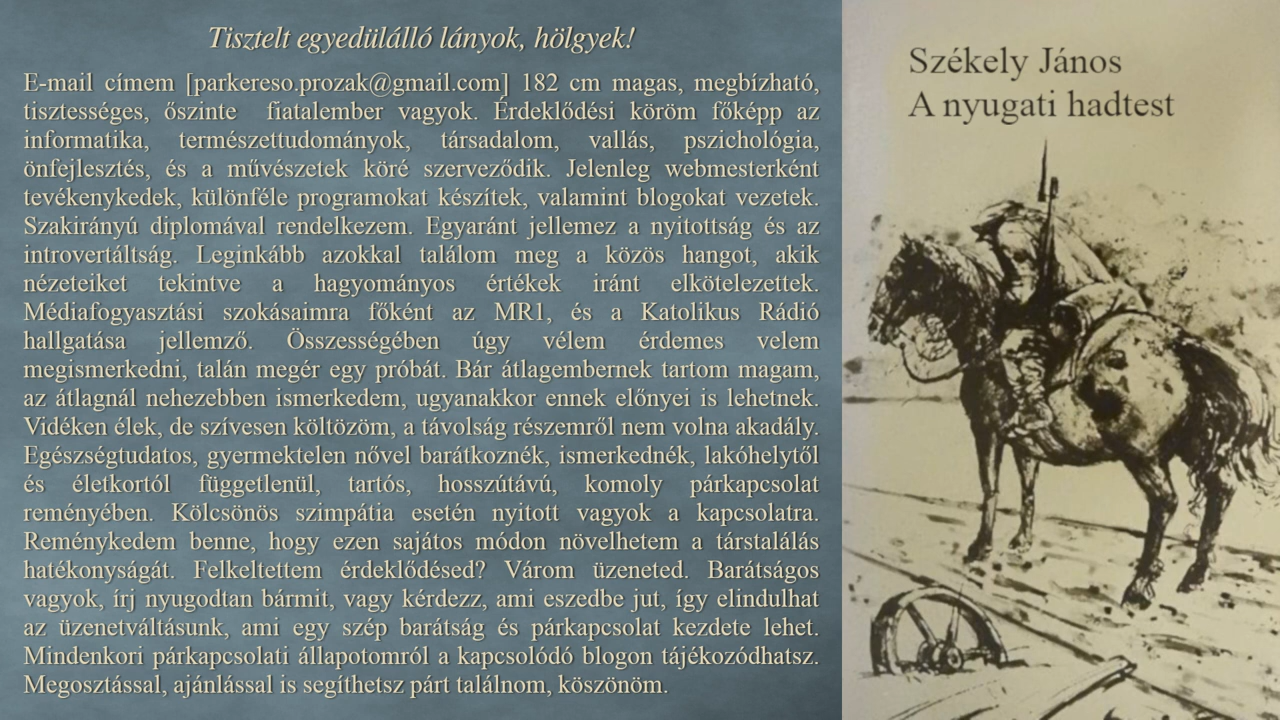 Tisztelt egyedülálló lányok, hölgyek!
E-mail címem [parkereso.prozak@gmail.com] 182 cm magas, megbízható,
tisztességes, őszinte fiatalember vagyok. Érdeklődési köröm főképp az
informatika, természettudományok, társadalom, vallás, pszichológia,
önfejlesztés, és a művészetek köré szerveződik. Jelenleg webmesterként
tevékenykedek, különféle programokat készítek, valamint blogokat vezetek.
Szakirányú diplomával rendelkezem. Egyaránt jellemez a nyitottság és az
introvertáltság. Leginkább azokkal találom meg a közös hangot, akik
nézeteiket tekintve a hagyományos értékek iránt elkötelezettek.
Médiafogyasztási szokásaimra főként az MR1, és a Katolikus Rádió
hallgatása jellemző. Összességében úgy vélem érdemes velem
megismerkedni, talán megér egy próbát. Bár átlagembernek tartom magam,
az átlagnál nehezebben ismerkedem, ugyanakkor ennek előnyei is lehetnek.
Vidéken élek, de szívesen költözöm, a távolság részemről nem volna akadály.
Egészségtudatos, gyermektelen nővel barátkoznék, ismerkednék, lakóhelytől
és életkortól függetlenül, tartós, hosszútávú, komoly párkapcsolat
reményében. Kölcsönös szimpátia esetén nyitott vagyok a kapcsolatra.
Reménykedem benne, hogy ezen sajátos módon növelhetem a társtalálás
hatékonyságát. Felkeltettem érdeklődésed? Várom üzeneted. Barátságos
vagyok, írj nyugodtan bármit, vagy kérdezz, ami eszedbe jut, így elindulhat
az üzenetváltásunk, ami egy szép barátság és párkapcsolat kezdete lehet.
Mindenkori párkapcsolati állapotomról a kapcsolódó blogon tájékozódhatsz.
Megosztással, ajánlással is segíthetsz párt találnom, köszönöm.
Székely János
A nyugati hadtest